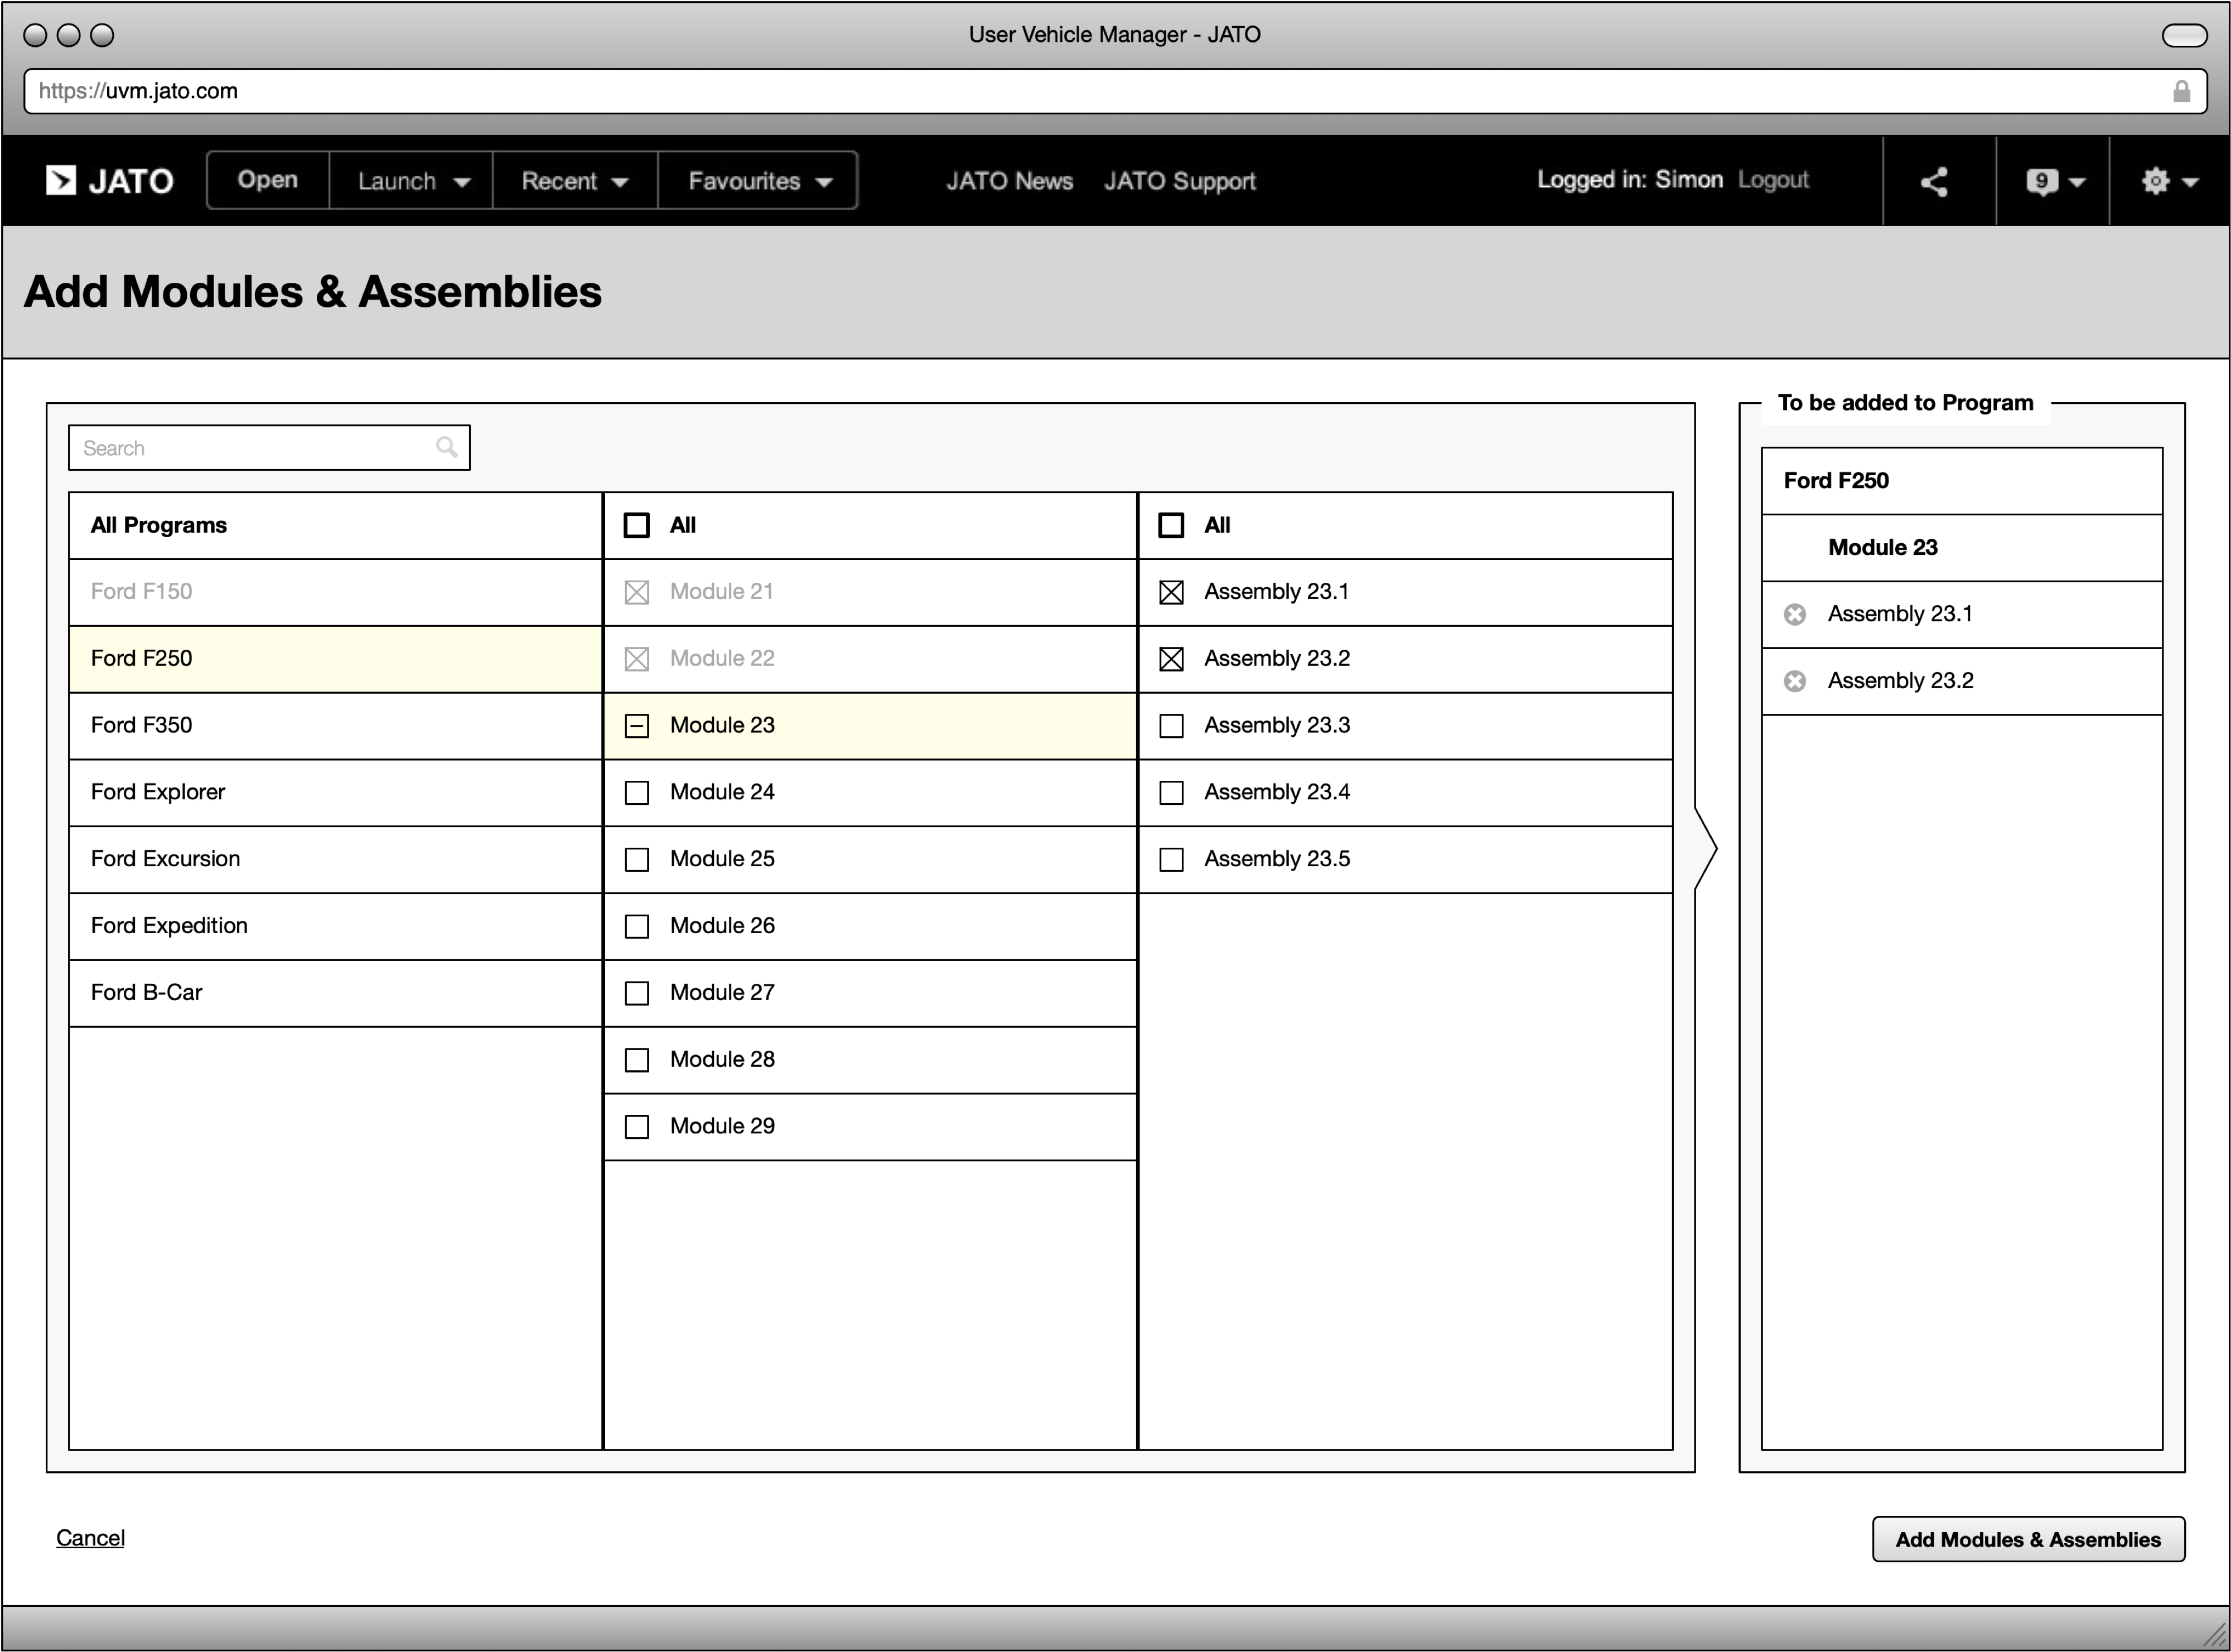 User Vehicle Manager - JATO
https://uvm.jato.com
JATO Open Launch Recent Favourites JATO News JATO Support Logged in: Simon Logout 9
Add Modules & Assemblies
Search
All Programs
Ford F150
Ford F250
Ford F350
Ford Explorer
Ford Excursion
Ford Expedition
Ford B-Car
All
Module 21
Module 22
Module 23
Module 24
Module 25
Module 26
Module 27
Module 28
Module 29
All
Assembly 23.1
Assembly 23.2
Assembly 23.3
Assembly 23.4
Assembly 23.5
To be added to Program
Ford F250
Module 23
Assembly 23.1
Assembly 23.2
Cancel
Add Modules & Assemblies